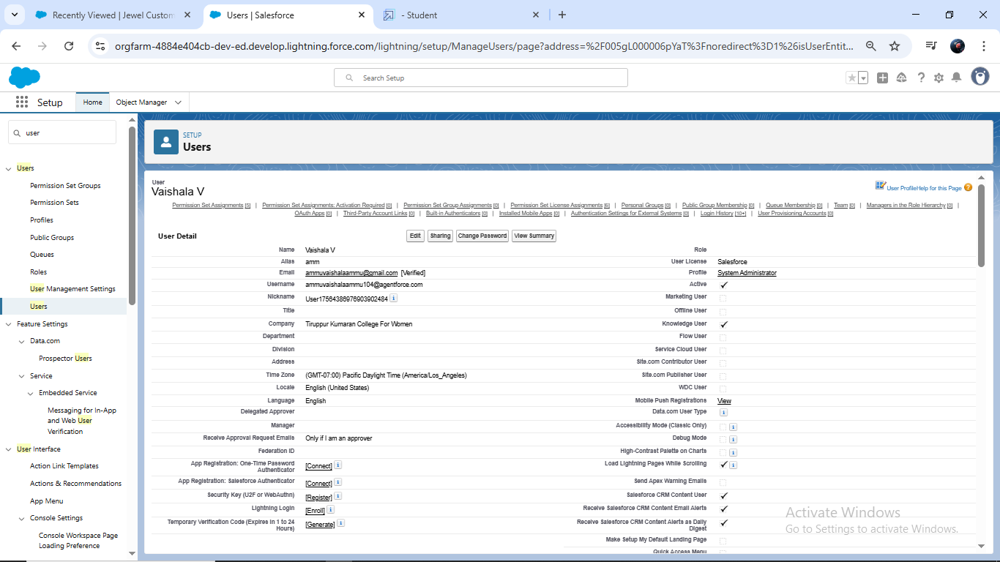 Recently Viewed | Jewel Custom
Users | Salesforce
- Student
orgfarm-4884e404cb-dev-ed.develop.lightning.force.com/lightning/setup/ManageUsers/page?address=%2F005gL000006pYaT%3Fnoredirect%3D1%26isUserEntit...
Search Setup
Setup
Home
Object Manager
user
Users
Permission Set Groups
Permission Sets
Profiles
Public Groups
Queues
Roles
User Management Settings
Users
Feature Settings
Data.com
Prospector Users
Service
Embedded Service
Messaging for In-App
and Web User
Verification
User Interface
Action Link Templates
Actions & Recommendations
App Menu
Console Settings
Console Workspace Page
Loading Preference
SETUP
Users
User
Vaishala V
User Profile Help for this Page
Permission Set Assignments [5] | Permission Set Assignments: Activation Required [0] | Permission Set Group Assignments [0] | Permission Set License Assignments [6] | Personal Groups [0] | Public Group Membership [0] | Queue Membership [0] | Team [0] | Managers in the Role Hierarchy [0] |
OAuth Apps [0] | Third-Party Account Links [0] | Built-in Authenticators [0] | Installed Mobile Apps [0] | Authentication Settings for External Systems [0] | Login History [10+] | User Provisioning Accounts [0]
User Detail
Edit Sharing Change Password View Summary
Name Vaishala V
Alias amm
Email ammuvaishalaammu@gmail.com [Verified]
Username ammuvaishalaammu104@agentforce.com
Nickname User17564386976903902484
Title
Company Tiruppur Kumaran College For Women
Department
Division
Address
Time Zone (GMT-07:00) Pacific Daylight Time (America/Los_Angeles)
Locale English (United States)
Language English
Delegated Approver
Manager
Receive Approval Request Emails Only if I am an approver
Federation ID
App Registration: One-Time Password
Authenticator [Connect]
App Registration: Salesforce Authenticator [Connect]
Security Key (U2F or WebAuthn) [Register]
Lightning Login [Enroll]
Temporary Verification Code (Expires in 1 to 24
Hours) [Generate]
Role
User License Salesforce
Profile System Administrator
Active
Marketing User
Offline User
Knowledge User
Flow User
Service Cloud User
Site.com Contributor User
Site.com Publisher User
WDC User
Mobile Push Registrations View
Data.com User Type
Accessibility Mode (Classic Only)
Debug Mode
High-Contrast Palette on Charts
Load Lightning Pages While Scrolling
Send Apex Warning Emails
Salesforce CRM Content User
Receive Salesforce CRM Content Email Alerts
Receive Salesforce CRM Content Alerts as Daily
Digest
Make Setup My Default Landing Page
Quick Access Menu
Activate Windows
Go to Settings to activate Windows.